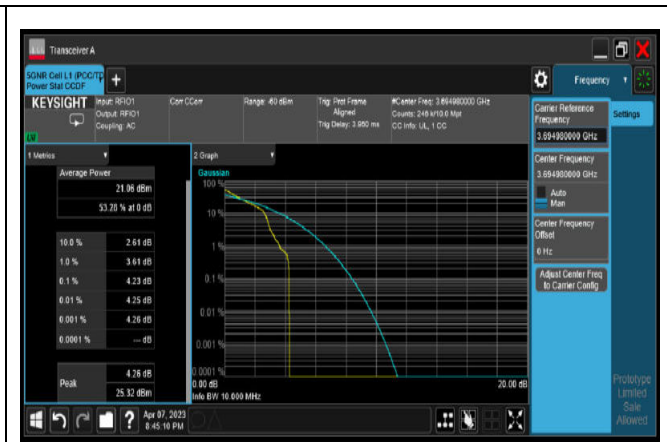 Transceiver A
5GNR Cell L1 (PCC/TD
Power Stat CCDF
Frequency
KEYSIGHT
Input: RFIO1
Output: RFIO1
Coupling: AC
Corr CCorr
Range: -60 dBm
Trig: Prot Frame
Aligned
Trig Delay: 3.950 ms
#Center Freq: 3.694980000 GHz
Counts: 248 k/10.0 Mpt
CC Info: UL, 1 CC
1 Metrics
2 Graph
Average Power
21.06 dBm
53.28 % at 0 dB
10.0 % 2.61 dB
1.0 % 3.61 dB
0.1 % 4.23 dB
0.01 % 4.25 dB
0.001 % 4.26 dB
0.0001 % --- dB
Peak
4.26 dB
25.32 dBm
Gaussian
100 %
10 %
1 %
0.1 %
0.01 %
0.001 %
0.0001 %
0.00 dB
20.00 dB
Info BW 10.000 MHz
Carrier Reference
Frequency
3.694980000 GHz
Center Frequency
3.694980000 GHz
Auto
Man
Center Frequency
Offset
0 Hz
Adjust Center Freq
to Carrier Config
Settings
Prototype
Limited
Sale
Allowed
Apr 07, 2023
8:45:10 PM